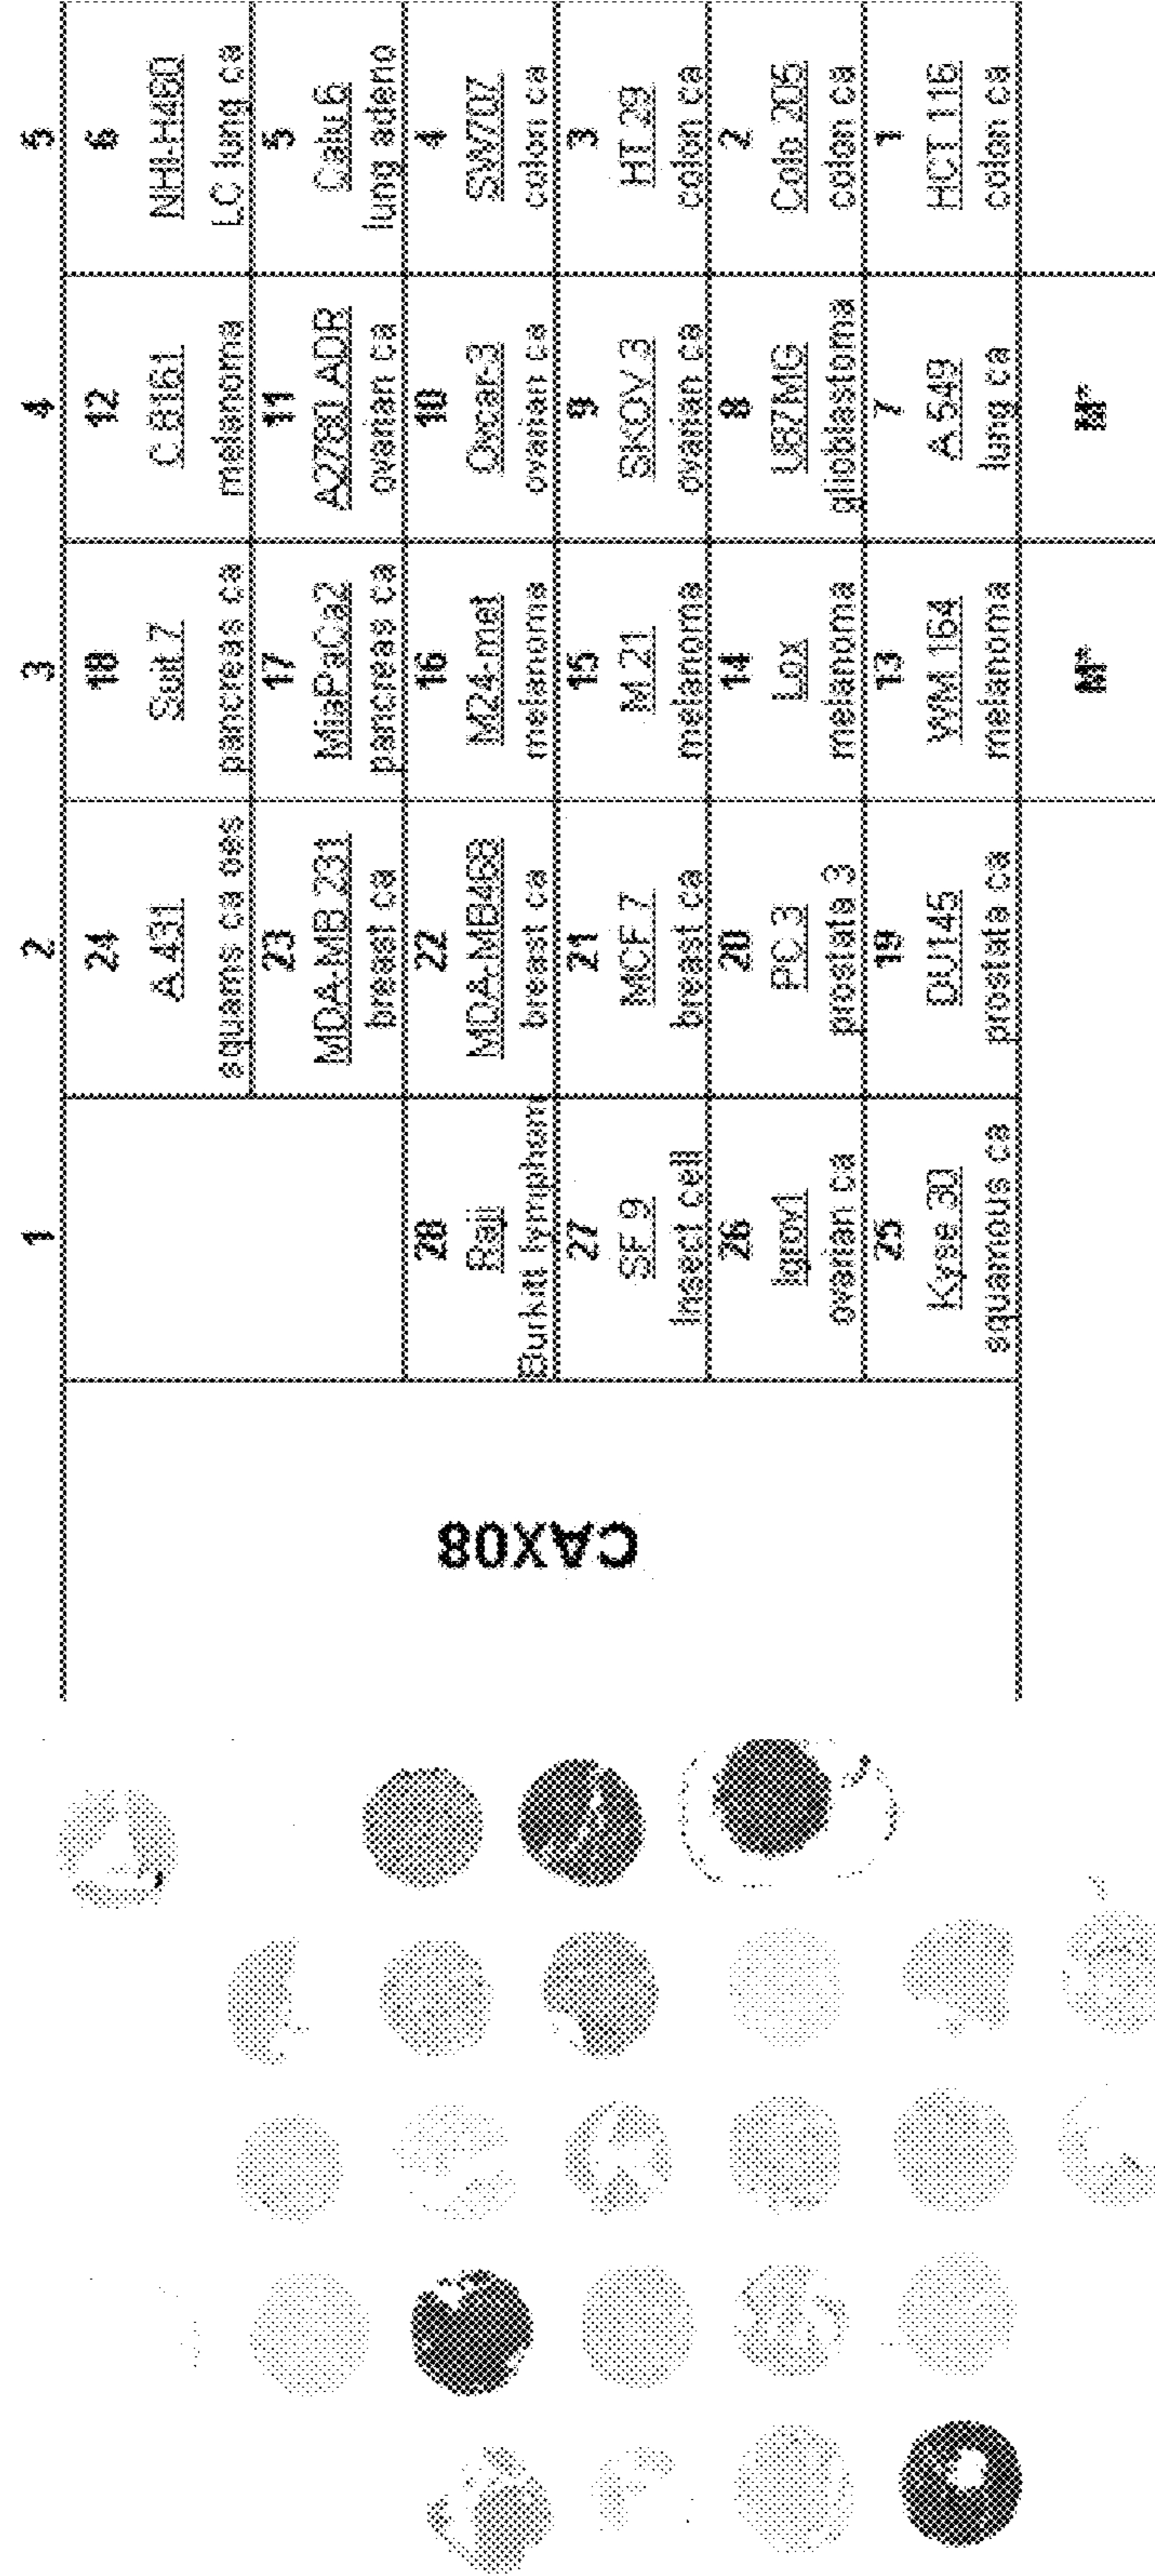 1 2 3 4 5
24
A 431
squams ca oes
18
Suit 7
pancreas ca
12
C 8161
melanoma
6
NHI-H460
LC lung ca
23
MDA-MB 231
breast ca
17
MiaPaCa2
pancreas ca
11
A2780 ADR
ovarian ca
5
Calu 6
lung adeno
CAX08
28
Raji
Burkitt lymphom
22
MDA-MB468
breast ca
16
M24-met
melanoma
10
Ovcar-3
ovarian ca
4
SW707
colon ca
27
SF 9
Insect cell
21
MCF 7
breast ca
15
M 21
melanoma
9
SKOV 3
ovarian ca
3
HT 29
colon ca
26
Igrov1
ovarian ca
20
PC 3
prostata 3
14
Lox
melanoma
8
U87MG
glioblastoma
2
Colo 205
colon ca
25
Kyse 30
squamous ca
19
DU145
prostata ca
13
WM 164
melanoma
7
A 549
lung ca
1
HCT 116
colon ca